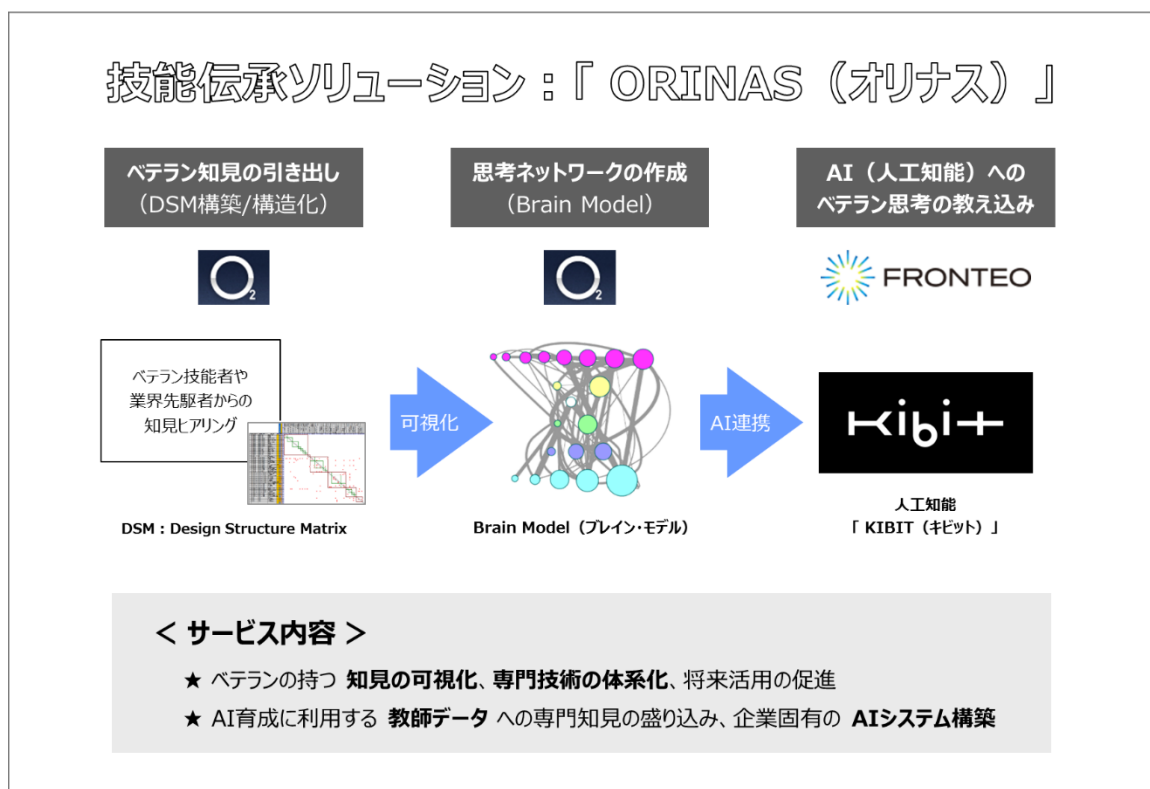 技能伝承ソリューション：「 ORINAS（オリナス）」
ベテラン知見の引き出し
（DSM構築/構造化）
思考ネットワークの作成
（Brain Model）
AI（人工知能）への
ベテラン思考の教え込み
O2
O2
FRONTEO
ベテラン技能者や
業界先駆者からの
知見ヒアリング
可視化
AI連携
kibit
DSM : Design Structure Matrix
Brain Model（ブレイン・モデル）
人工知能
「 KIBIT（キビット）」
＜ サービス内容 ＞
★ ベテランの持つ 知見の可視化、専門技術の体系化、将来活用の促進
★ AI育成に利用する 教師データ への専門知見の盛り込み、企業固有の AIシステム構築